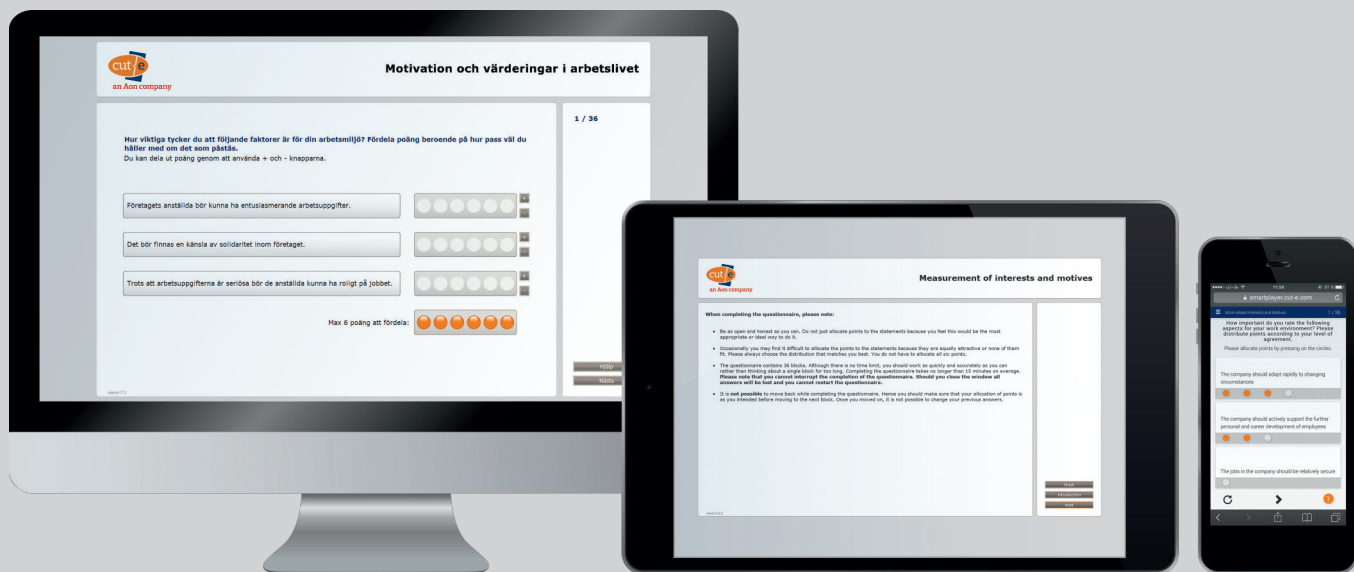 cut-e
an Aon company
Motivation och värderingar i arbetslivet
1 / 36
Hur viktiga tycker du att följande faktorer är för din arbetsmiljö? Fördela poäng beroende på hur pass väl du
håller med om det som påstås.
Du kan dela ut poäng genom att använda + och - knapparna.
Företagets anställda bör kunna ha entusiasmerande arbetsuppgifter.
+
-
Det bör finnas en känsla av solidaritet inom företaget.
+
-
Trots att arbetsuppgifterna är seriösa bör de anställda kunna ha roligt på jobbet.
+
-
Max 6 poäng att fördela:
Hjälp
Nästa
cut-e
an Aon company
Measurement of interests and motives
When completing the questionnaire, please note:
• Be as open and honest as you can. Do not just allocate points to the statements because you feel this would be the most
appropriate or ideal way to do it.
• Occasionally you may find it difficult to allocate the points to the statements because they are equally attractive or none of them
fit. Please always choose the distribution that matches you best. You do not have to allocate all six points.
• The questionnaire contains 36 blocks. Although there is no time limit, you should work as quickly and accurately as you can
rather than thinking about a single block for too long. Completing the questionnaire takes no longer than 15 minutes on average.
Please note that you cannot interrupt the completion of the questionnaire. Should you close the window all
answers will be lost and you cannot restart the questionnaire.
• It is not possible to move back while completing the questionnaire. Hence you should make sure that your allocation of points is
as you intended before moving to the next block. Once you moved on, it is not possible to change your previous answers.
introduction
next
11:56
smartplayer.cut-e.com
Work-related Interests and Motives 1 / 36
How important do you rate the following
aspects for your work environment? Please
distribute points according to your level of
agreement.
Please allocate points by pressing on the circles.
The company should adapt rapidly to changing
circumstances
The company should actively support the further
personal and career development of employees
The jobs in the company should be relatively secure
1